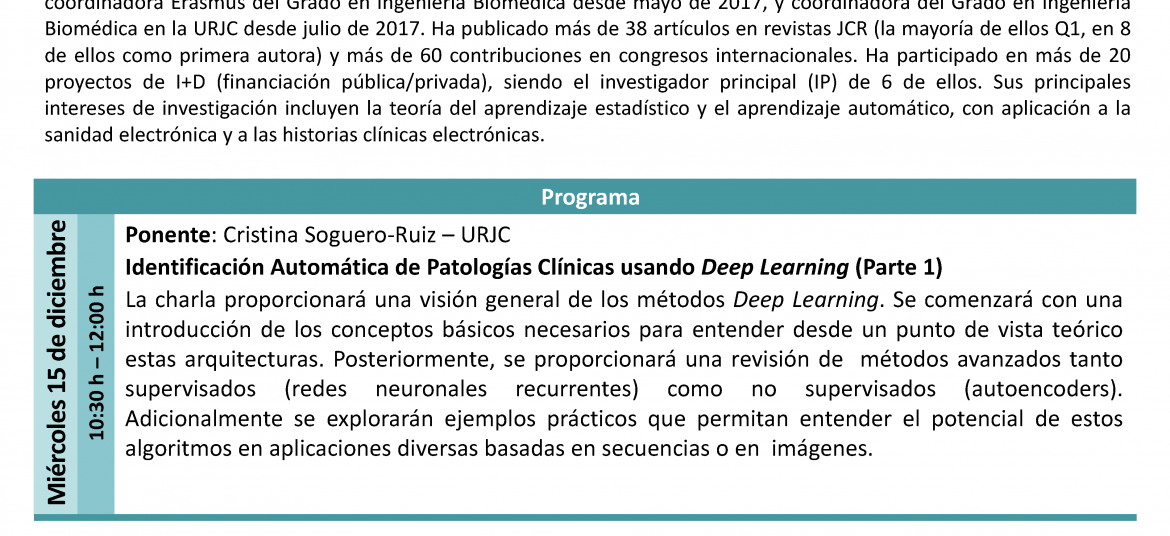 coordinadora Erasmus del Grado en Ingeniería Biomédica desde mayo de 2017, y coordinadora del Grado en Ingeniería
Biomédica en la URJC desde julio de 2017. Ha publicado más de 38 artículos en revistas JCR (la mayoría de ellos Q1, en 8
de ellos como primera autora) y más de 60 contribuciones en congresos internacionales. Ha participado en más de 20
proyectos de I+D (financiación pública/privada), siendo el investigador principal (IP) de 6 de ellos. Sus principales
intereses de investigación incluyen la teoría del aprendizaje estadístico y el aprendizaje automático, con aplicación a la
sanidad electrónica y a las historias clínicas electrónicas.
Programa
Miércoles 15 de diciembre
10:30 h – 12:00 h
Ponente: Cristina Soguero-Ruiz – URJC
Identificación Automática de Patologías Clínicas usando Deep Learning (Parte 1)
La charla proporcionará una visión general de los métodos Deep Learning. Se comenzará con una
introducción de los conceptos básicos necesarios para entender desde un punto de vista teórico
estas arquitecturas. Posteriormente, se proporcionará una revisión de métodos avanzados tanto
supervisados (redes neuronales recurrentes) como no supervisados (autoencoders).
Adicionalmente se explorarán ejemplos prácticos que permitan entender el potencial de estos
algoritmos en aplicaciones diversas basadas en secuencias o en imágenes.